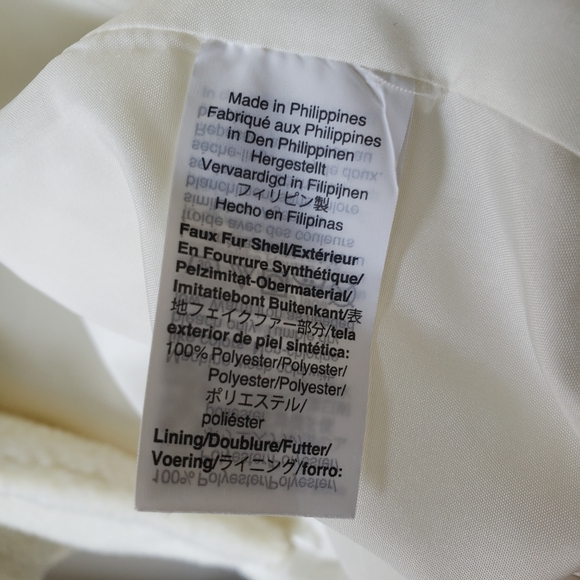 Made in Philippines
Fabriqué aux Philippines
in Den Philippinen
Hergestellt
Vervaardigd in Filipijnen
フィリピン製
Hecho en Filipinas
Faux Fur Shell/Extérieur
En Fourrure Synthétique/
Pelzimitat-Obermaterial/
Imitatiebont Buitenkant/表
地フェイクファー部分/tela
exterior de piel sintética:
100% Polyester/Polyester/
Polyester/Polyester/
ポリエステル/
poliéster
Lining/Doublure/Futter/
Voering/ライニング/forro:
100% Polyester/Polyester/